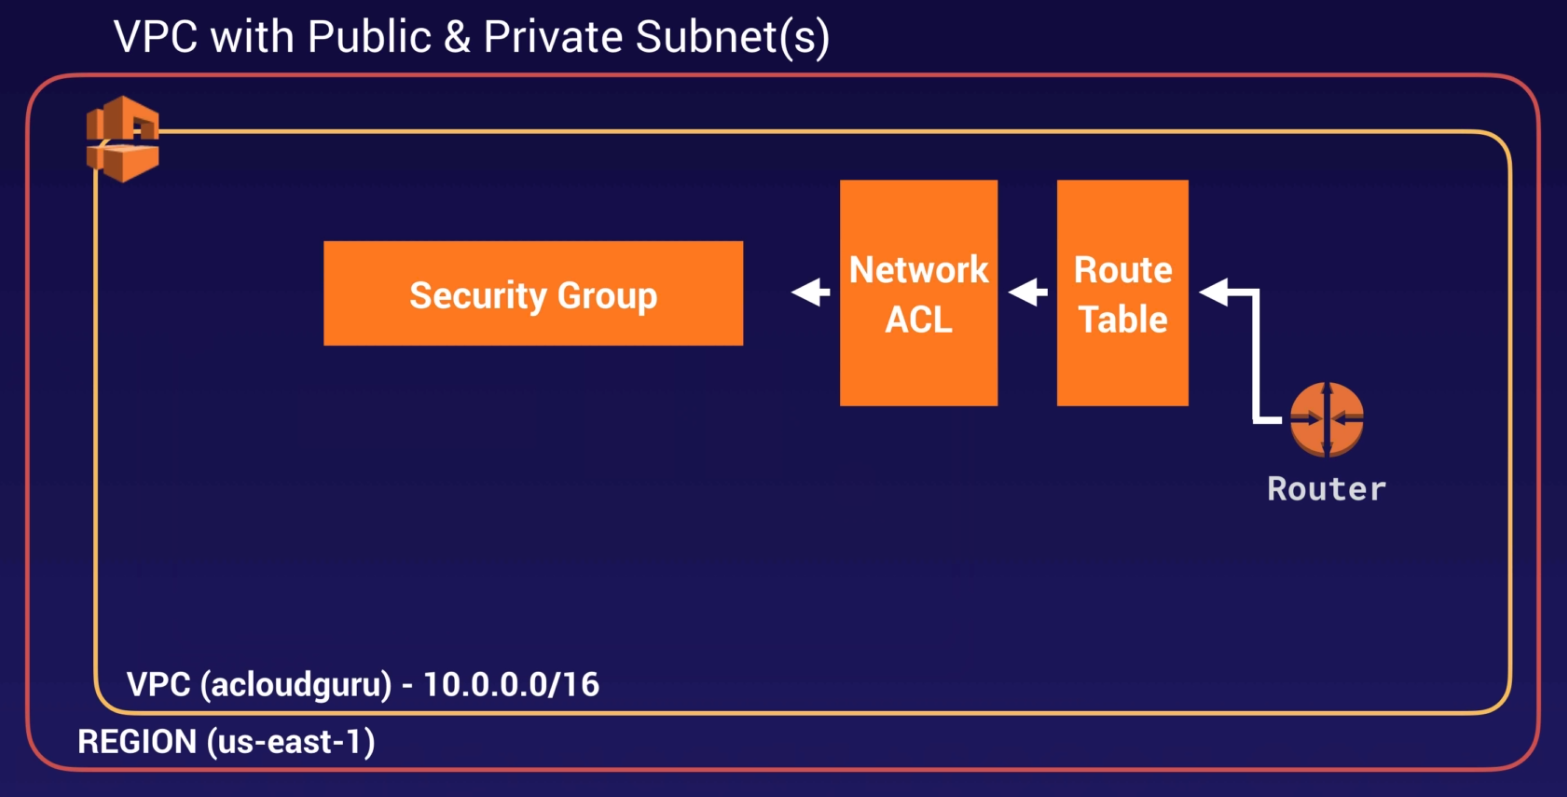 VPC with Public & Private Subnet(s)
Security Group
Network
ACL
Route
Table
Router
VPC (acloudguru) - 10.0.0.0/16
REGION (us-east-1)